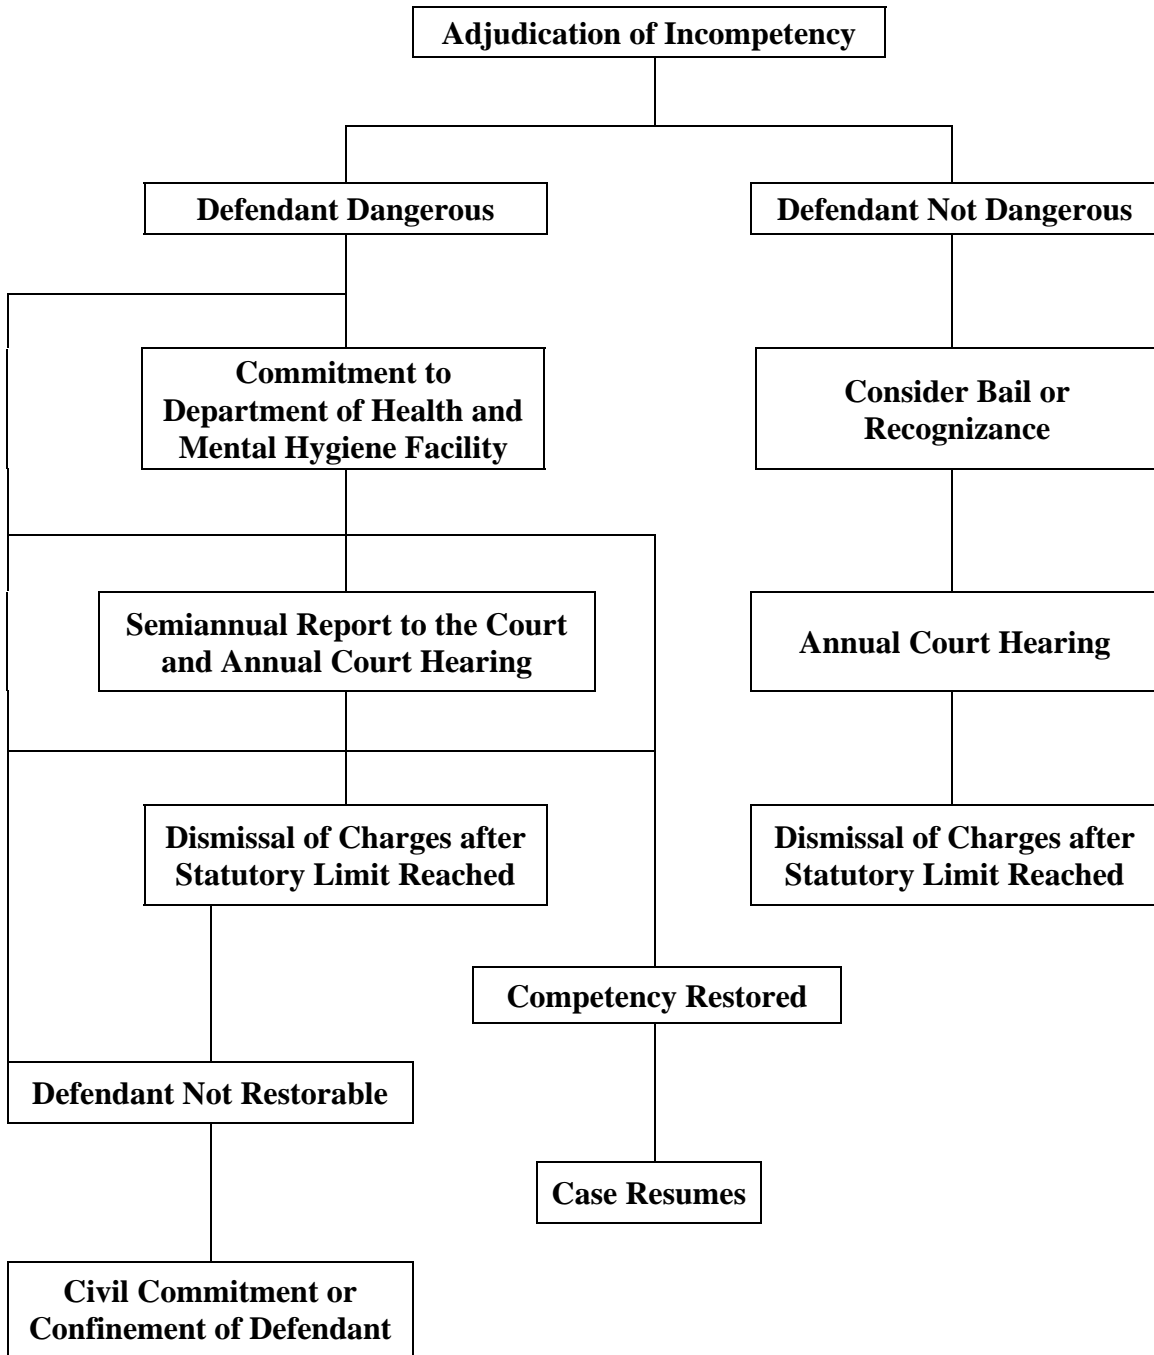 Adjudication of Incompetency
Defendant Dangerous
Defendant Not Dangerous
Commitment to
Department of Health and
Mental Hygiene Facility
Consider Bail or
Recognizance
Semiannual Report to the Court
and Annual Court Hearing
Annual Court Hearing
Dismissal of Charges after
Statutory Limit Reached
Dismissal of Charges after
Statutory Limit Reached
Competency Restored
Defendant Not Restorable
Case Resumes
Civil Commitment or
Confinement of Defendant